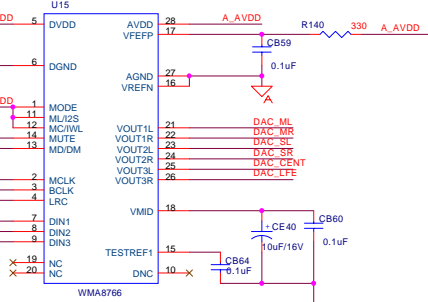 U15
DD 5 DVDD AVDD 28 A_AVDD
VFEFP 17 R140 330 A_AVDD
CB59
0.1uF
6 DGND
AGND 27
VREFN 16
A
DD 1 MODE
11 ML/I2S
12 MC/IWL VOUT1L 21 DAC_ML
14 MUTE VOUT1R 22 DAC_MR
13 MD/DM VOUT2L 23 DAC_SL
VOUT2R 24 DAC_SR
VOUT3L 25 DAC_CENT
2 MCLK VOUT3R 26 DAC_LFE
3 BCLK
4 LRC
VMID 18
7 DIN1 + CE40 CB60
8 DIN2 10uF/16V 0.1uF
9 DIN3
TESTREF1 15
19 NC CB64
20 NC DNC 10 0.1uF
WMA8766